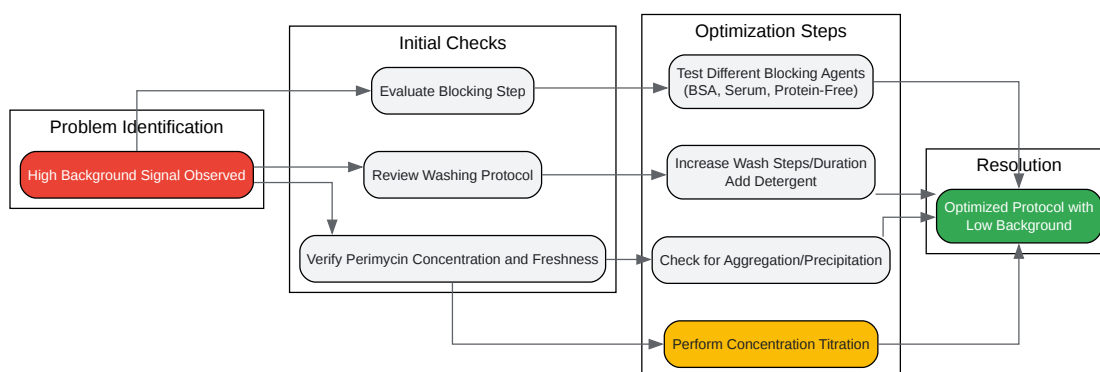 Problem Identification
High Background Signal Observed
Initial Checks
Evaluate Blocking Step
Review Washing Protocol
Verify Perimycin Concentration and Freshness
Optimization Steps
Test Different Blocking Agents
(BSA, Serum, Protein-Free)
Increase Wash Steps/Duration
Add Detergent
Check for Aggregation/Precipitation
Perform Concentration Titration
Resolution
Optimized Protocol with
Low Background